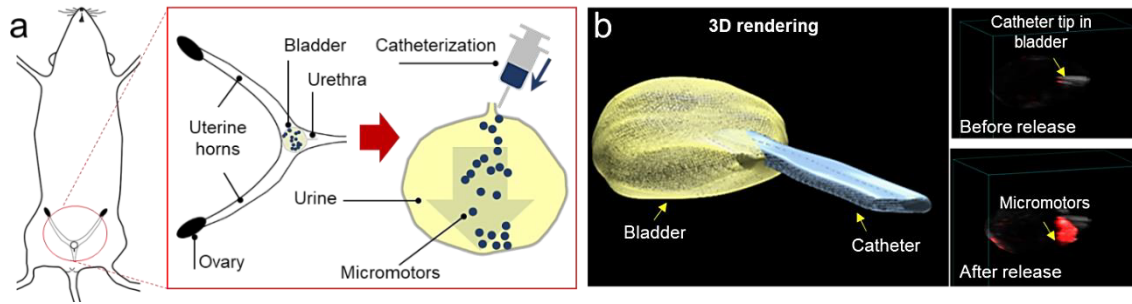 a
Bladder
Urethra
Uterine
horns
Ovary
Catheterization
Urine
Micromotors
b
3D rendering
Bladder
Catheter
Catheter tip in
bladder
Before release
Micromotors
After release